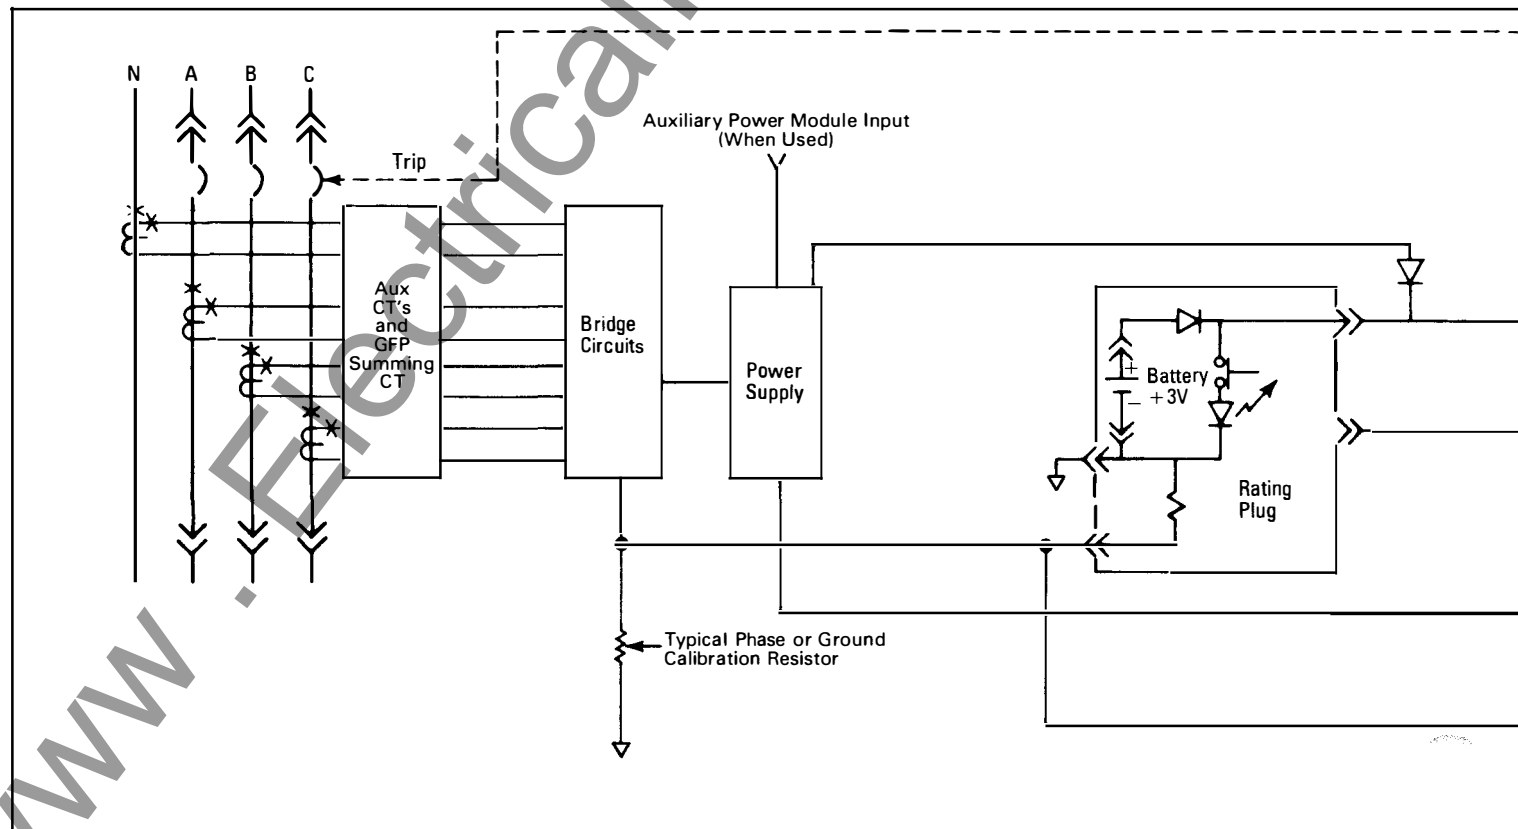 N A B C
Trip
Auxiliary Power Module Input
(When Used)
Aux
CT's
and
GFP
Summing
CT
Bridge
Circuits
Power
Supply
+
Battery
− +3V
Rating
Plug
Typical Phase or Ground
Calibration Resistor
ww . Electrical